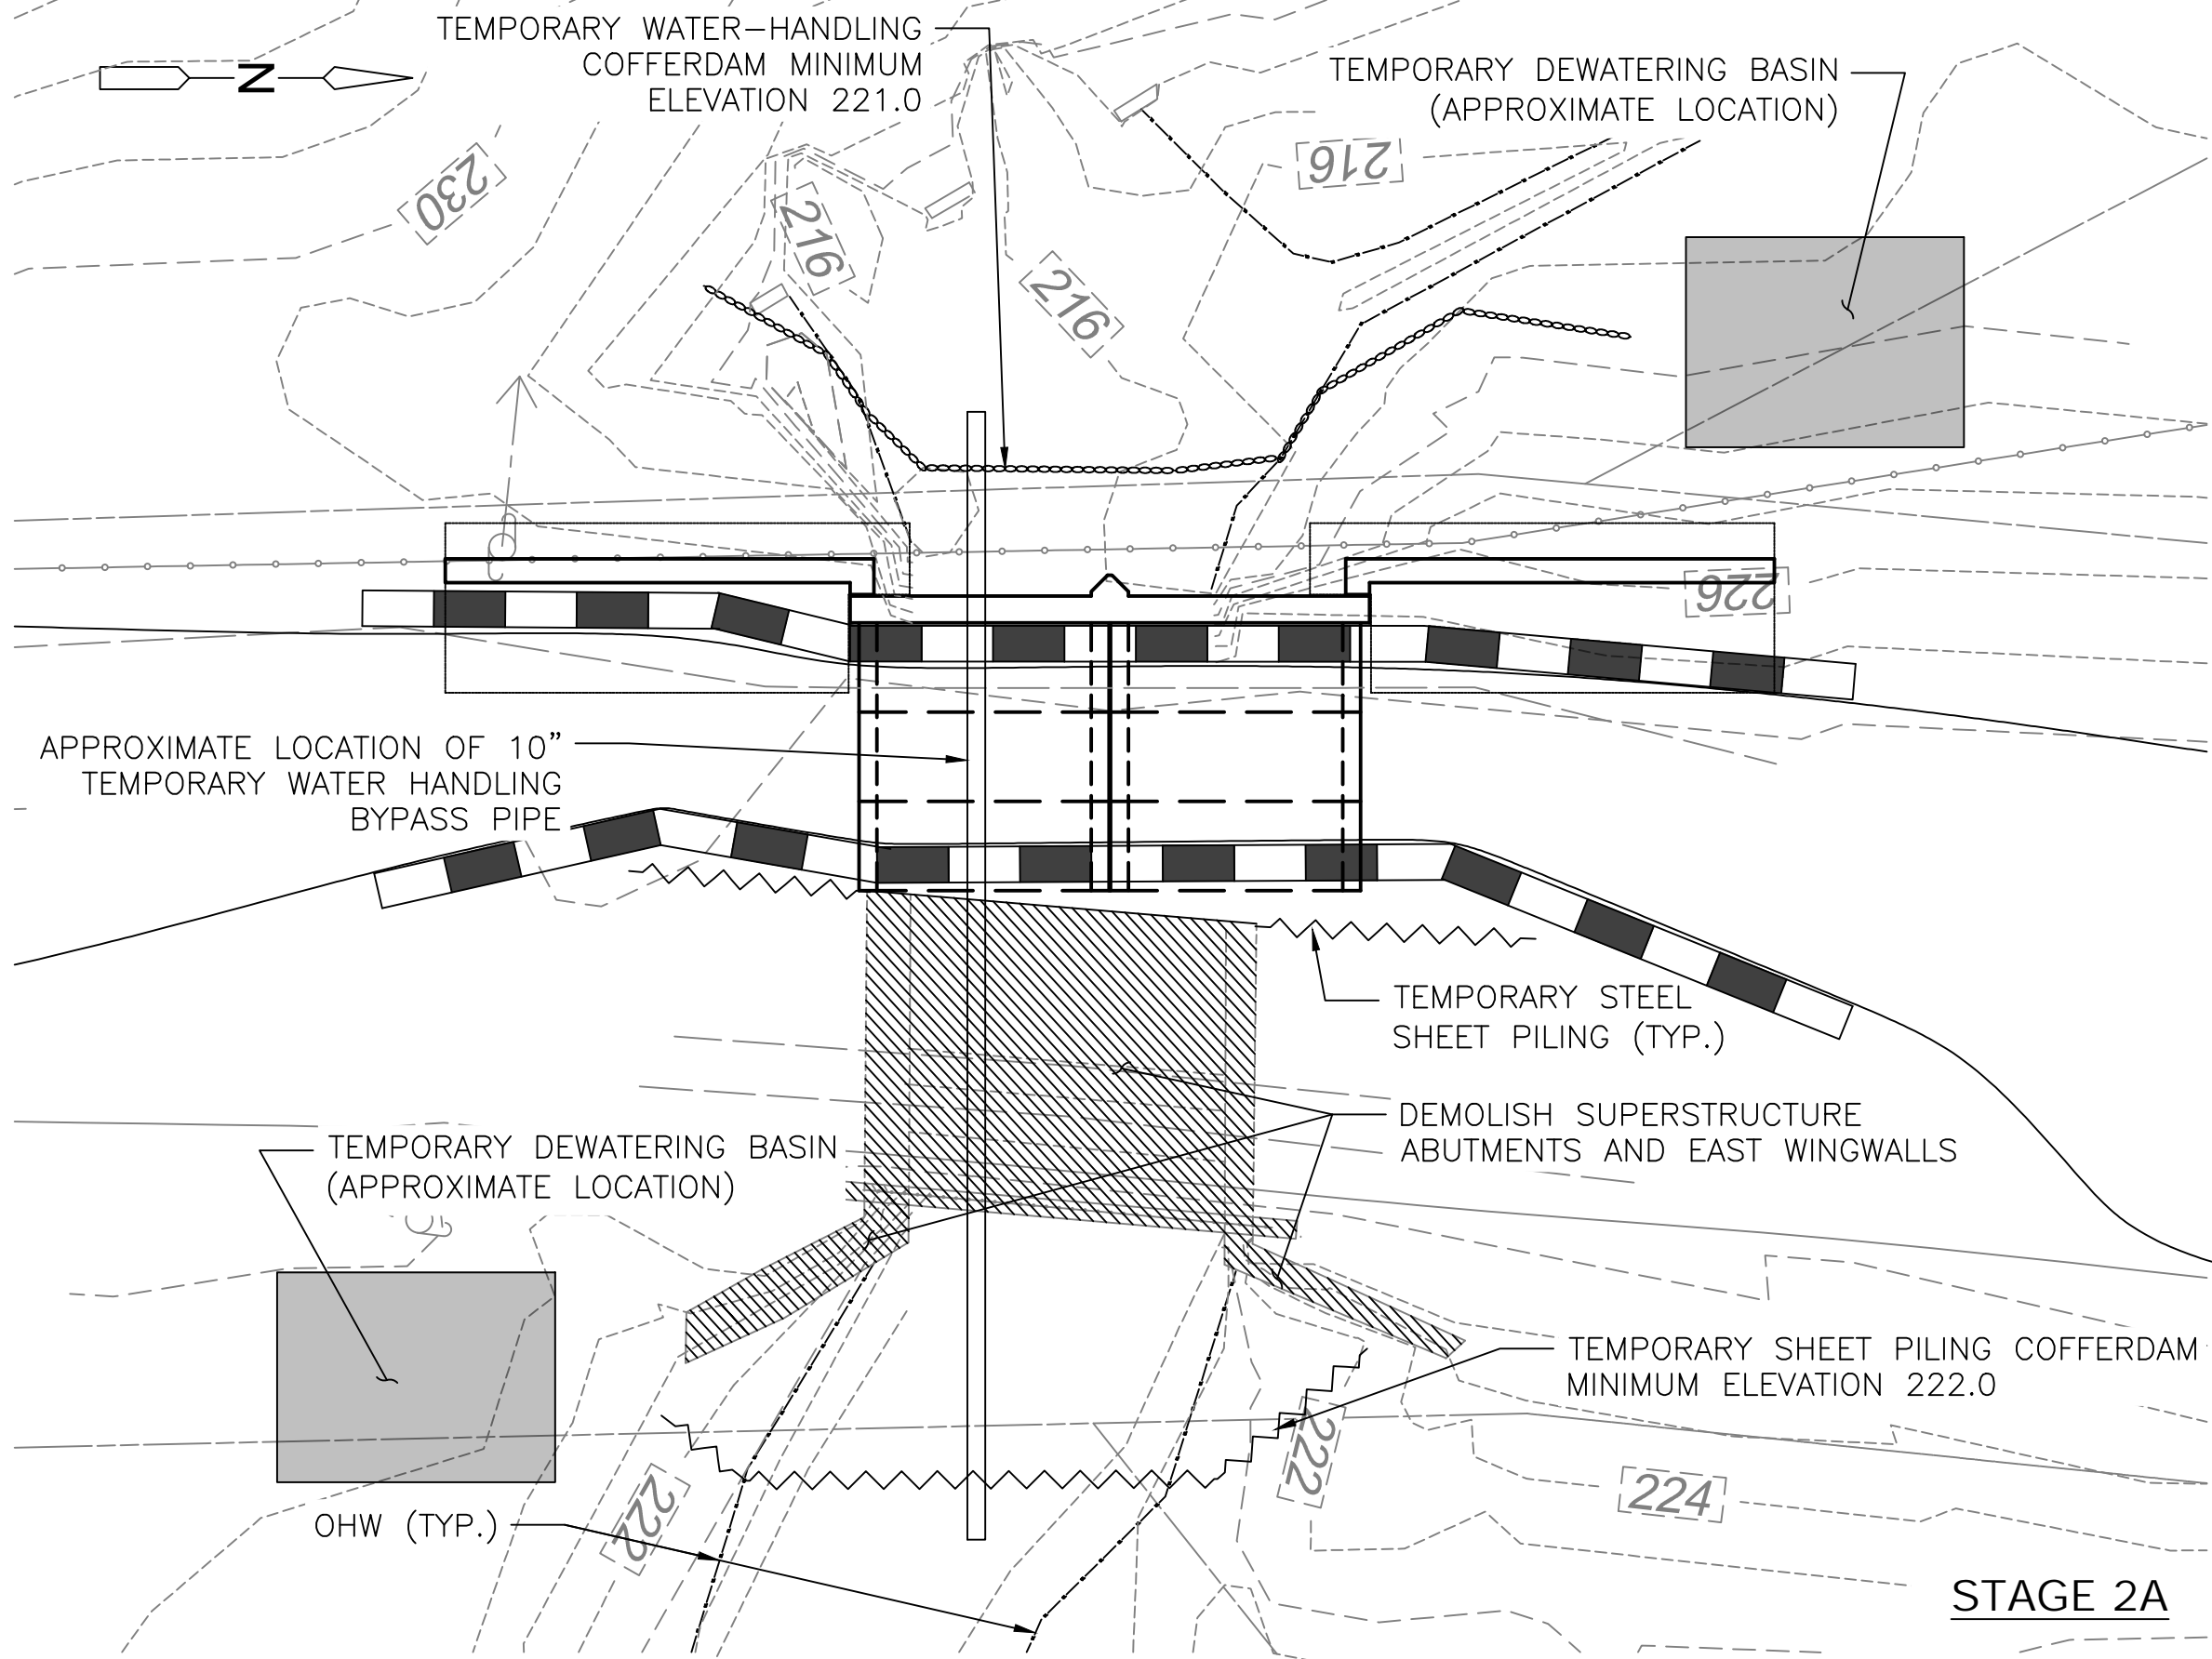 TEMPORARY WATER-HANDLING
COFFERDAM MINIMUM
ELEVATION 221.0
TEMPORARY DEWATERING BASIN
(APPROXIMATE LOCATION)
N
230
216
216
216
226
APPROXIMATE LOCATION OF 10"
TEMPORARY WATER HANDLING
BYPASS PIPE
TEMPORARY STEEL
SHEET PILING (TYP.)
DEMOLISH SUPERSTRUCTURE
ABUTMENTS AND EAST WINGWALLS
TEMPORARY DEWATERING BASIN
(APPROXIMATE LOCATION)
TEMPORARY SHEET PILING COFFERDAM
MINIMUM ELEVATION 222.0
222
222
224
OHW (TYP.)
STAGE 2A